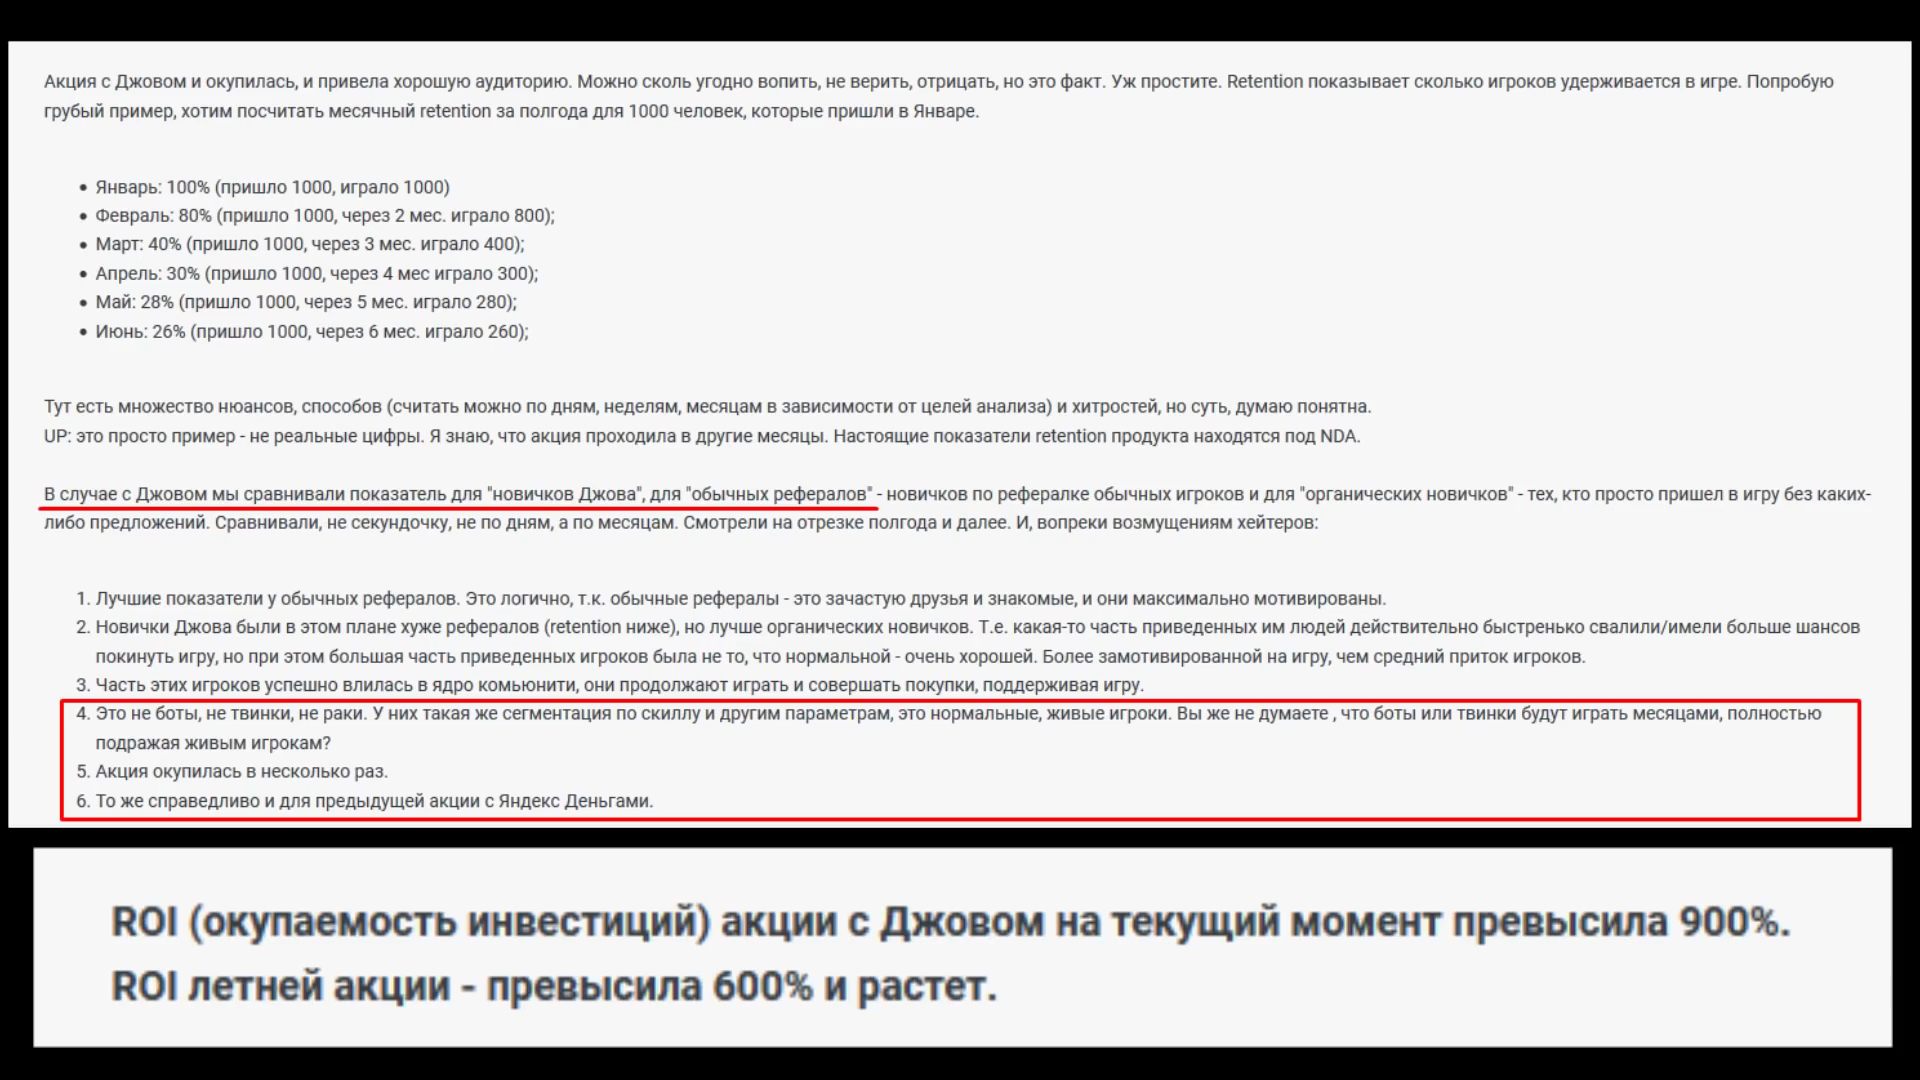 Акция с Джовом и окупилась, и привела хорошую аудиторию. Можно сколь угодно вопить, не верить, отрицать, но это факт. Уж простите. Retention показывает сколько игроков удерживается в игре. Попробую
грубый пример, хотим посчитать месячный retention за полгода для 1000 человек, которые пришли в Январе.
• Январь: 100% (пришло 1000, играло 1000)
• Февраль: 80% (пришло 1000, через 2 мес. играло 800);
• Март: 40% (пришло 1000, через 3 мес. играло 400);
• Апрель: 30% (пришло 1000, через 4 мес играло 300);
• Май: 28% (пришло 1000, через 5 мес. играло 280);
• Июнь: 26% (пришло 1000, через 6 мес. играло 260);
Тут есть множество нюансов, способов (считать можно по дням, неделям, месяцам в зависимости от целей анализа) и хитростей, но суть, думаю понятна.
UP: это просто пример - не реальные цифры. Я знаю, что акция проходила в другие месяцы. Настоящие показатели retention продукта находятся под NDA.
В случае с Джовом мы сравнивали показатель для "новичков Джова", для "обычных рефералов" - новичков по рефералке обычных игроков и для "органических новичков" - тех, кто просто пришел в игру без каких-
либо предложений. Сравнивали, не секундочку, не по дням, а по месяцам. Смотрели на отрезке полгода и далее. И, вопреки возмущениям хейтеров:
1. Лучшие показатели у обычных рефералов. Это логично, т.к. обычные рефералы - это зачастую друзья и знакомые, и они максимально мотивированы.
2. Новички Джова были в этом плане хуже рефералов (retention ниже), но лучше органических новичков. Т.е. какая-то часть приведенных им людей действительно быстренько свалили/имели больше шансов
покинуть игру, но при этом большая часть приведенных игроков была не то, что нормальной - очень хорошей. Более замотивированной на игру, чем средний приток игроков.
3. Часть этих игроков успешно влилась в ядро комьюнити, они продолжают играть и совершать покупки, поддерживая игру.
4. Это не боты, не твинки, не раки. У них такая же сегментация по скиллу и другим параметрам, это нормальные, живые игроки. Вы же не думаете , что боты или твинки будут играть месяцами, полностью
подражая живым игрокам?
5. Акция окупилась в несколько раз.
6. То же справедливо и для предыдущей акции с Яндекс Деньгами.
ROI (окупаемость инвестиций) акции с Джовом на текущий момент превысила 900%.
ROI летней акции - превысила 600% и растет.